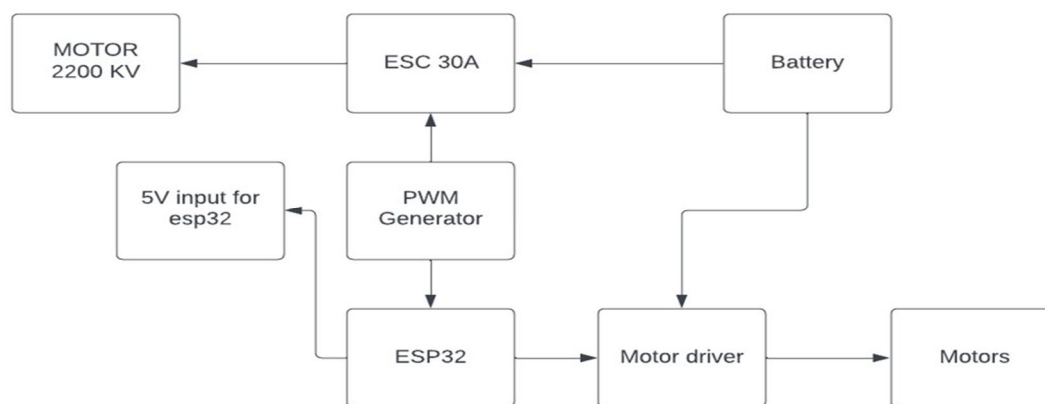 MOTOR
2200 KV
ESC 30A
Battery
5V input for
esp32
PWM
Generator
ESP32
Motor driver
Motors